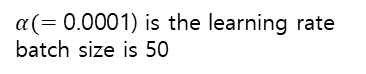 α(= 0.0001) is the learning rate
batch size is 50